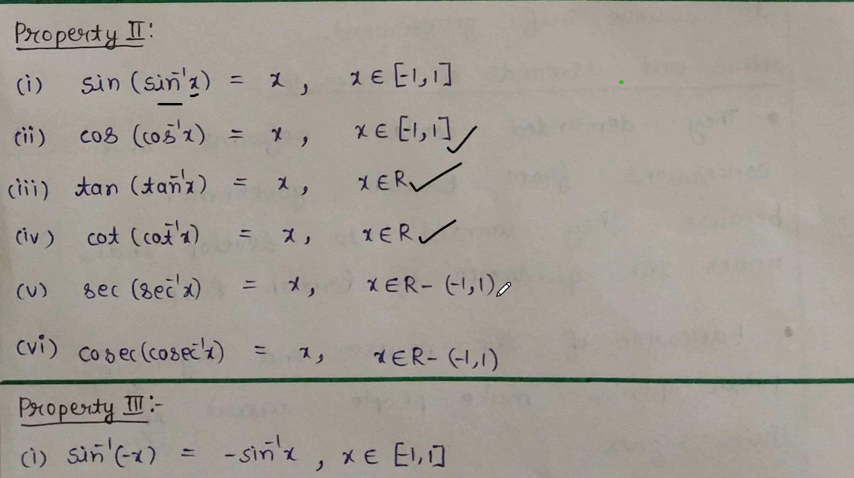 Property II:
(i) sin (sin⁻¹x) = x, x ∈ [-1, 1]
(ii) cos (cos⁻¹x) = x, x ∈ [-1, 1]
(iii) tan (tan⁻¹x) = x, x ∈ R
(iv) cot (cot⁻¹x) = x, x ∈ R
(v) sec (sec⁻¹x) = x, x ∈ R - (-1, 1)
(vi) cosec (cosec⁻¹x) = x, x ∈ R - (-1, 1)
Property III:-
(i) sin⁻¹(-x) = -sin⁻¹x, x ∈ [-1, 1]